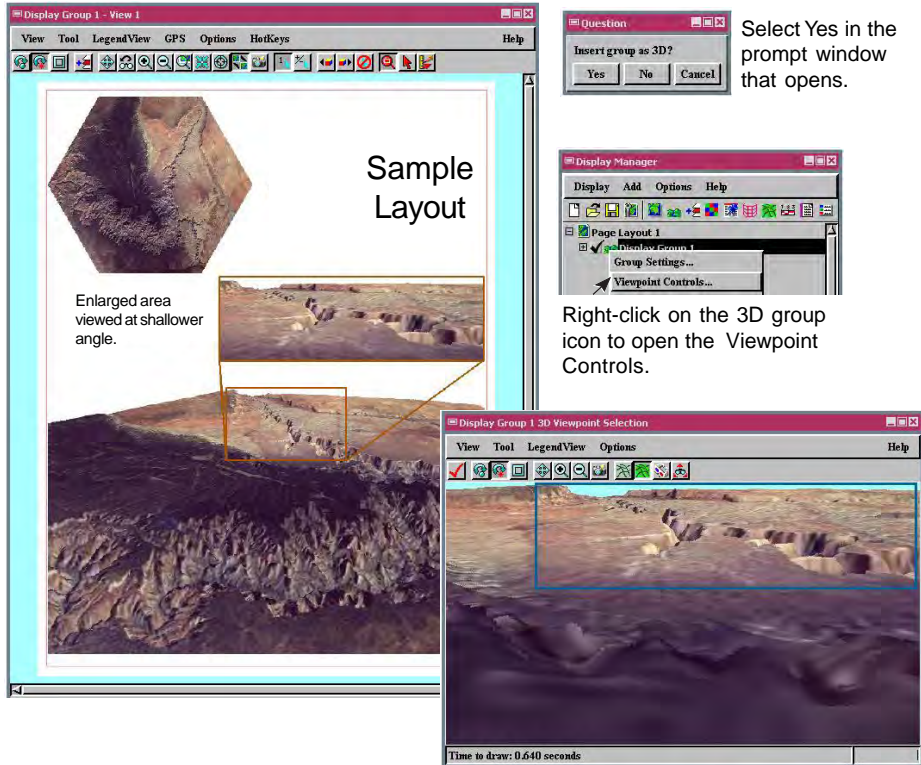 Display Group 1 - View 1
View Tool LegendView GPS Options HotKeys Help
Sample
Layout
Enlarged area
viewed at shallower
angle.
Question
Insert group as 3D?
Yes No Cancel
Select Yes in the
prompt window
that opens.
Display Manager
Display Add Options Help
Page Layout 1
Display Group 1
Group Settings...
Viewpoint Controls...
Right-click on the 3D group
icon to open the Viewpoint
Controls.
Display Group 1 3D Viewpoint Selection
View Tool LegendView Options Help
Time to draw: 0.640 seconds